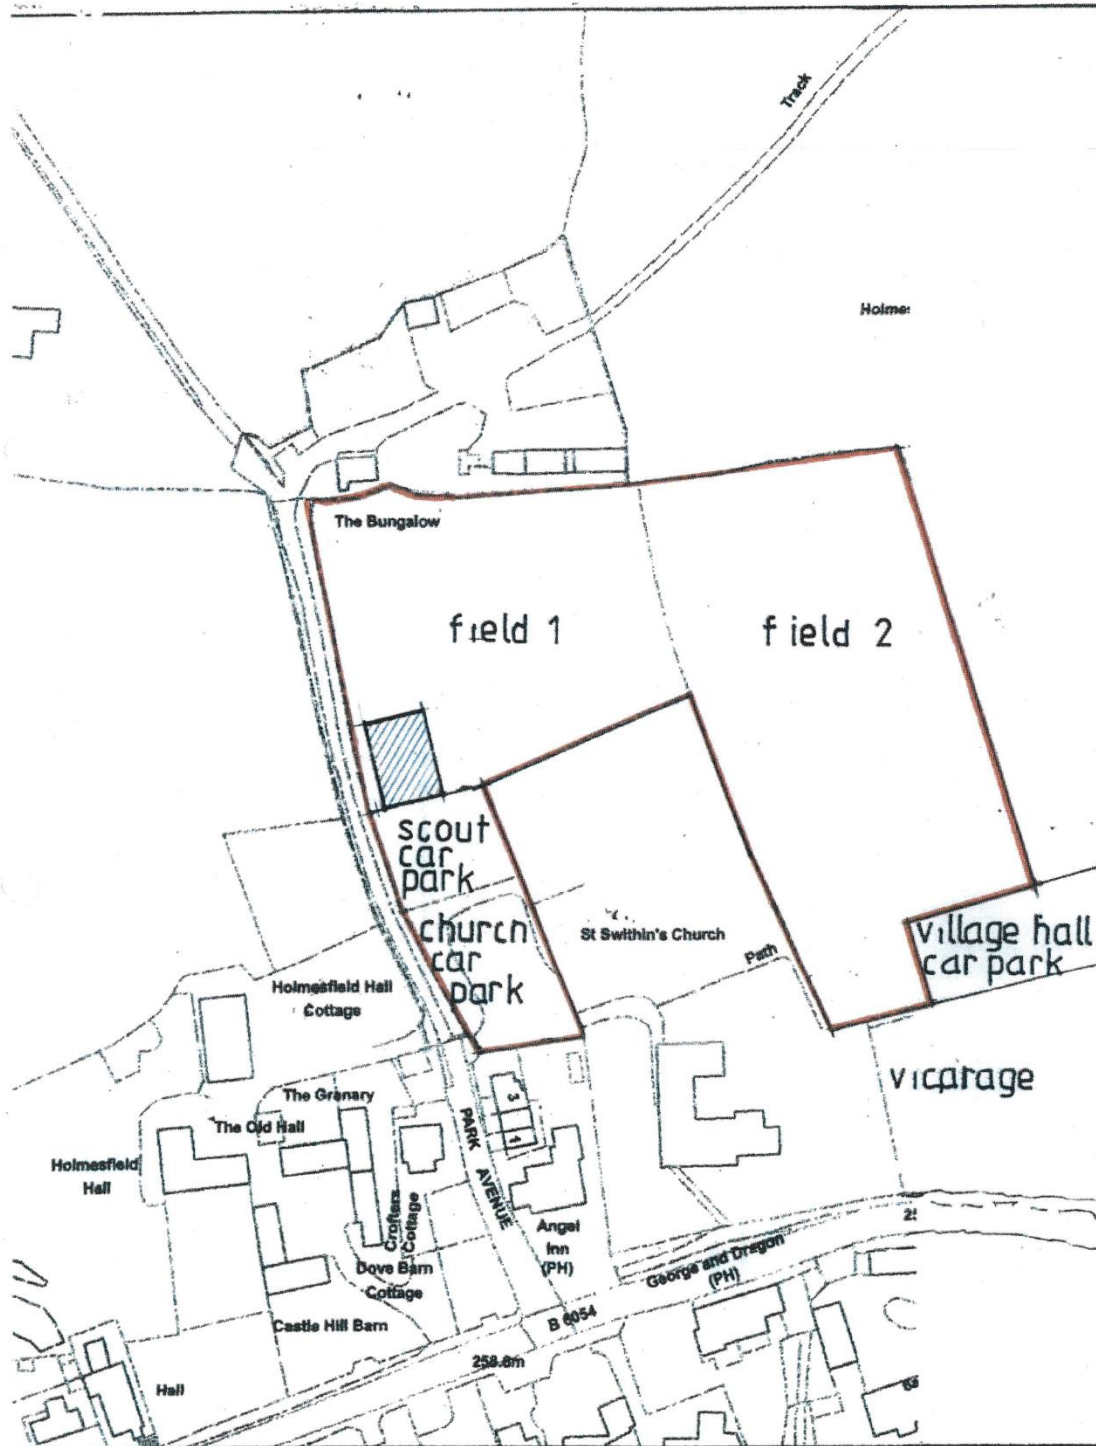 Track
Holme
The Bungalow
field 1
field 2
scout
car
park
church
car
park
St Swithin's Church
Path
village hall
car park
Holmesfield Hall
Cottage
vicarage
The Granary
The Old Hall
Holmesfield
Hall
3
1
PARK AVENUE
Crofters
Cottage
Angel
Inn
(PH)
Dove Barn
Cottage
George and Dragon
(PH)
B 6054
Castle Hill Barn
258.8m
Hall